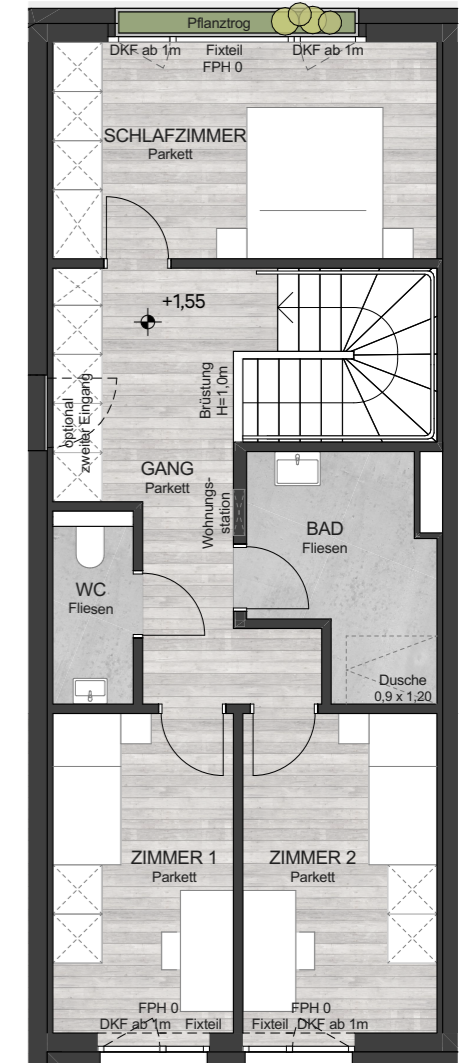 Pflanztrog
DKF ab 1m Fixteil DKF ab 1m
FPH 0
SCHLAFZIMMER
Parkett
+1,55
Brüstung
H=1,0m
optional
zweiter Eingang
GANG
Parkett
Wohnungs-
station
BAD
Fliesen
WC
Fliesen
Dusche
0,9 x 1,20
ZIMMER 1
Parkett
ZIMMER 2
Parkett
FPH 0
DKF ab 1m Fixteil
FPH 0
Fixteil DKF ab 1m